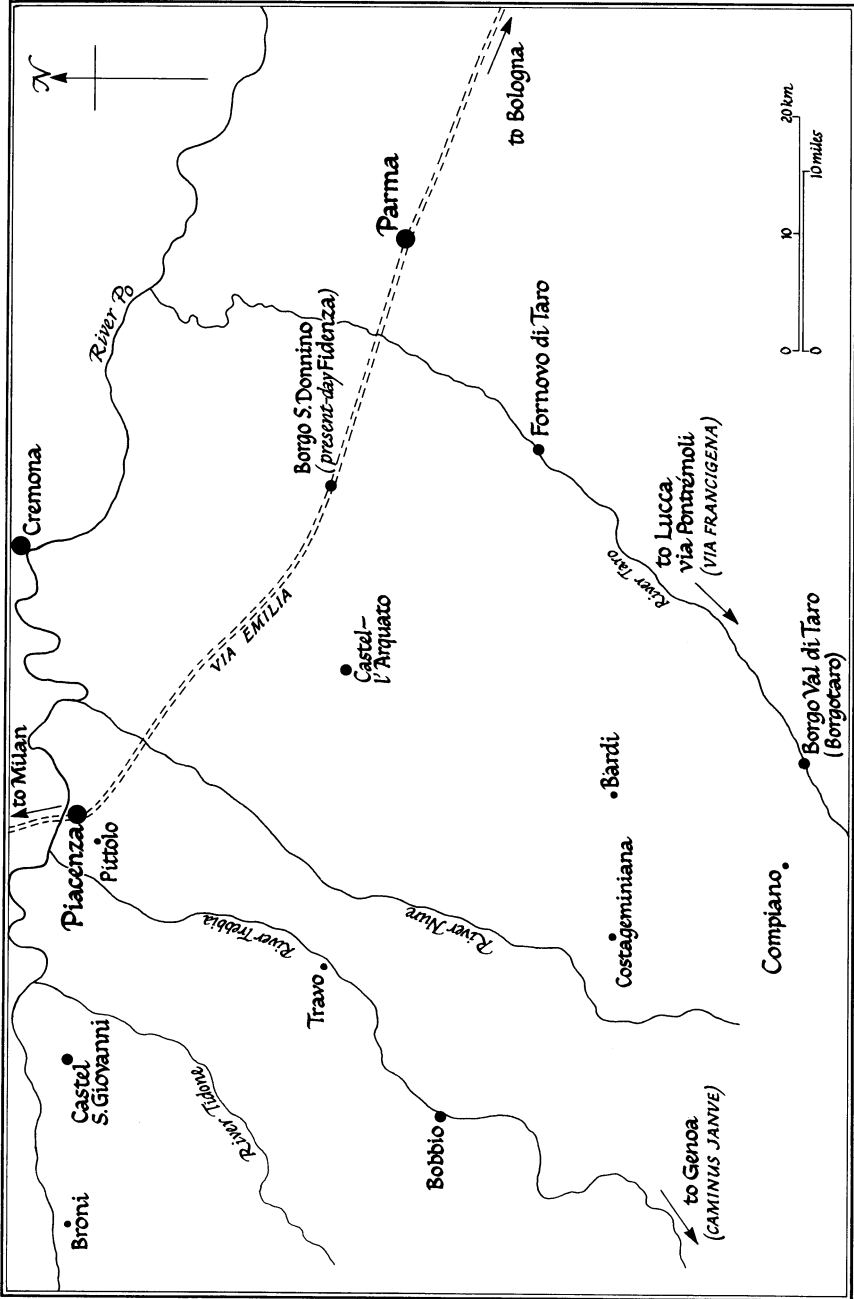 N
to Milan
Cremona
River Po
Piacenza
Pittolo
Castel
S. Giovanni
Broni
River Tidone
River Trebbia
VIA EMILIA
Borgo S. Donnino
(present-day Fidenza)
Parma
to Bologna
Travo
Castel–
l'Arquato
River Nure
Bobbio
Fornovo di Taro
River Taro
to Lucca
via Pontrémoli
(VIA FRANCIGENA)
Costageminiana
Bardi
to Genoa
(CAMINUS JANVE)
Compiano
Borgo Val di Taro
(Borgotaro)
0 10 20 km
0 10 miles